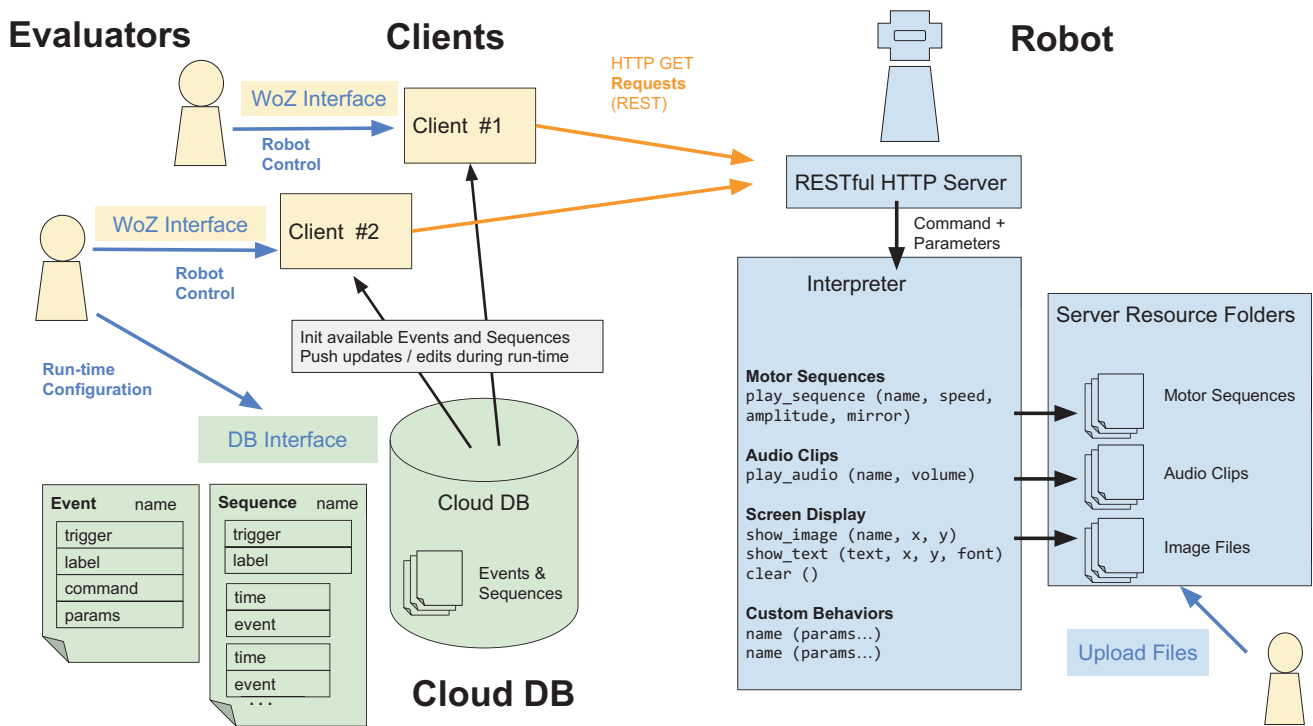 Evaluators
Clients
Robot
WoZ Interface
Robot
Control
Client #1
HTTP GET
Requests
(REST)
RESTful HTTP Server
Command +
Parameters
WoZ Interface
Robot
Control
Client #2
Init available Events and Sequences
Push updates / edits during run-time
Run-time
Configuration
DB Interface
Event name
trigger
label
command
params
Sequence name
trigger
label
time
event
time
event
. . .
Cloud DB
Events &
Sequences
Cloud DB
Interpreter
Motor Sequences
play_sequence (name, speed,
amplitude, mirror)
Audio Clips
play_audio (name, volume)
Screen Display
show_image (name, x, y)
show_text (text, x, y, font)
clear ()
Custom Behaviors
name (params…)
name (params…)
Server Resource Folders
Motor Sequences
Audio Clips
Image Files
Upload Files